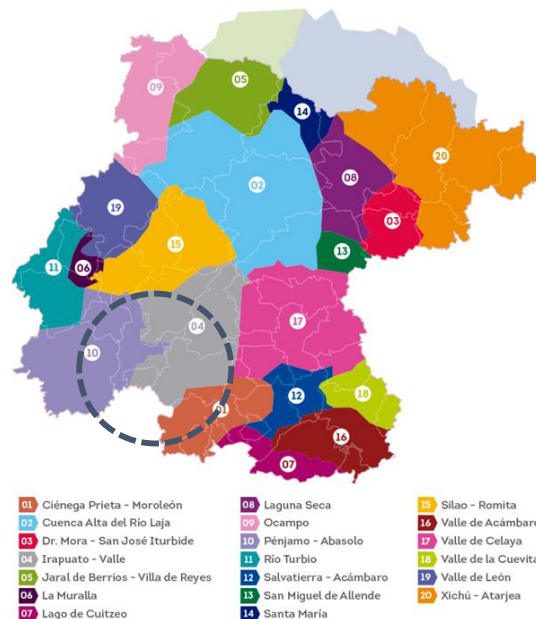 05
09
14
20
02
08
19
03
15
13
11
06
04
17
10
18
12
01
16
07
01 Ciénega Prieta - Moroleón
02 Cuenca Alta del Río Laja
03 Dr. Mora - San José Iturbide
04 Irapuato - Valle
05 Jaral de Berrios - Villa de Reyes
06 La Muralla
07 Lago de Cuitzeo
08 Laguna Seca
09 Ocampo
10 Pénjamo - Abasolo
11 Río Turbio
12 Salvatierra - Acámbaro
13 San Miguel de Allende
14 Santa María
15 Silao - Romita
16 Valle de Acámbaro
17 Valle de Celaya
18 Valle de la Cuevita
19 Valle de León
20 Xichú - Atarjea